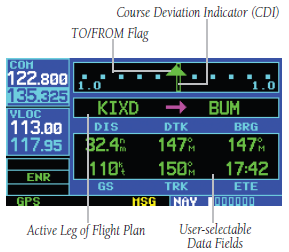 Course Deviation Indicator (CDI)
TO/FROM Flag
COM
122.800
135.325
VLOC
113.00
117.95
ENR
GPS
1.0 1.0
KIXD → BUM
DIS DTK BRG
32.4nm 147°M 147°M
110kt 150°M 17:42
GS TRK ETE
MSG NAV
Active Leg of Flight Plan
User-selectable
Data Fields